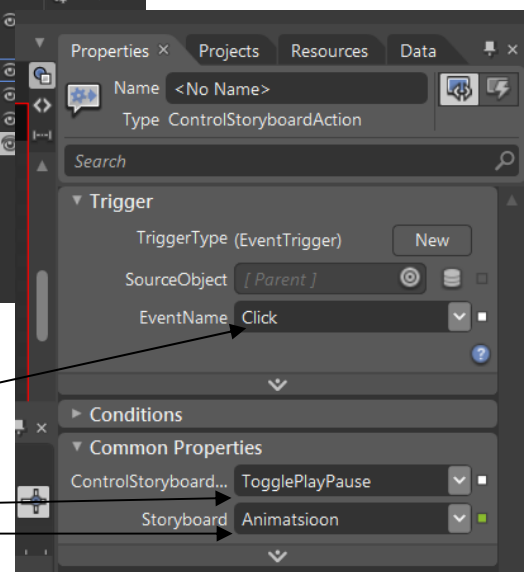 Properties × Projects Resources Data
Name <No Name>
Type ControlStoryboardAction
Search
Trigger
TriggerType (EventTrigger) New
SourceObject [ Parent ]
EventName Click
?
Conditions
Common Properties
ControlStoryboard... TogglePlayPause
Storyboard Animatsioon